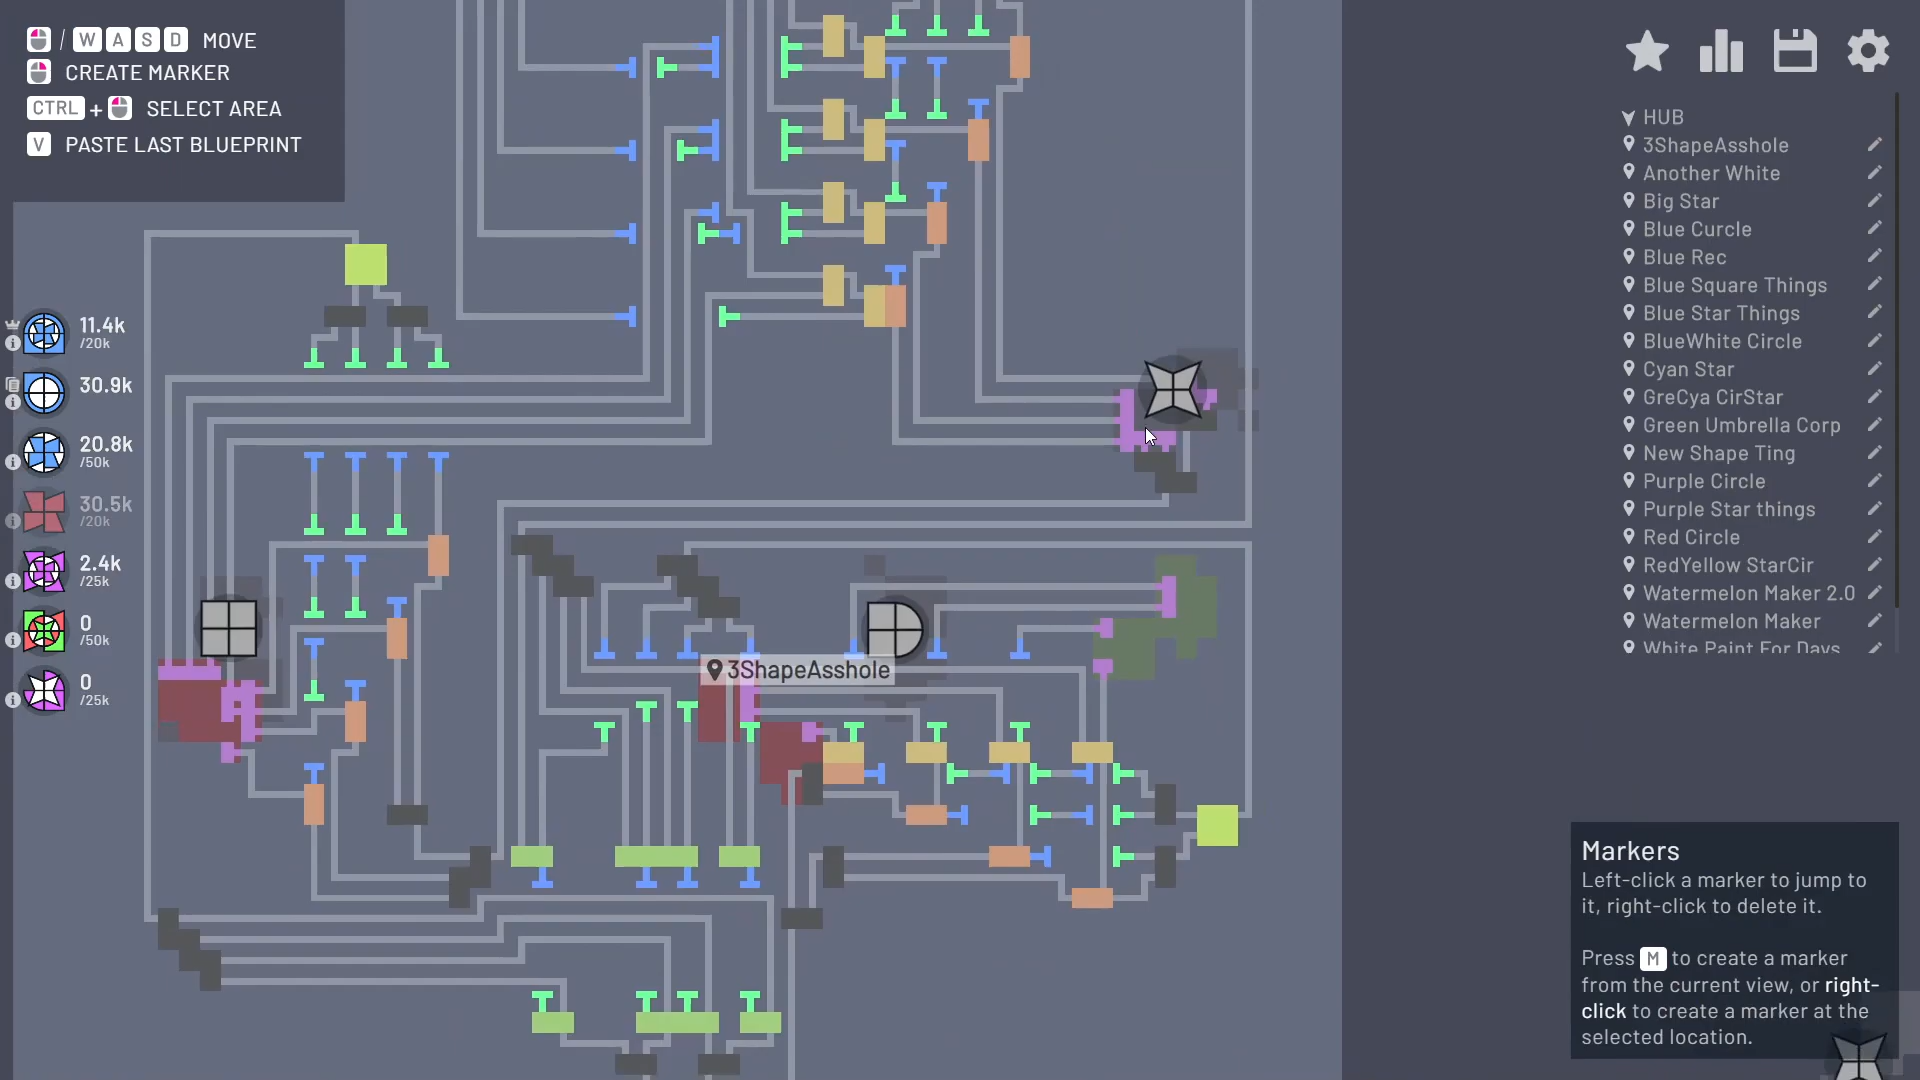 / W A S D MOVE
CREATE MARKER
CTRL + SELECT AREA
V PASTE LAST BLUEPRINT
11.4k
/20k
30.9k
20.8k
/50k
30.5k
/20k
2.4k
/25k
0
/50k
0
/25k
3ShapeAsshole
HUB
3ShapeAsshole
Another White
Big Star
Blue Curcle
Blue Rec
Blue Square Things
Blue Star Things
BlueWhite Circle
Cyan Star
GreCya CirStar
Green Umbrella Corp
New Shape Ting
Purple Circle
Purple Star things
Red Circle
RedYellow StarCir
Watermelon Maker 2.0
Watermelon Maker
White Paint For Days
Markers
Left-click a marker to jump to
it, right-click to delete it.
Press M to create a marker
from the current view, or right-
click to create a marker at the
selected location.